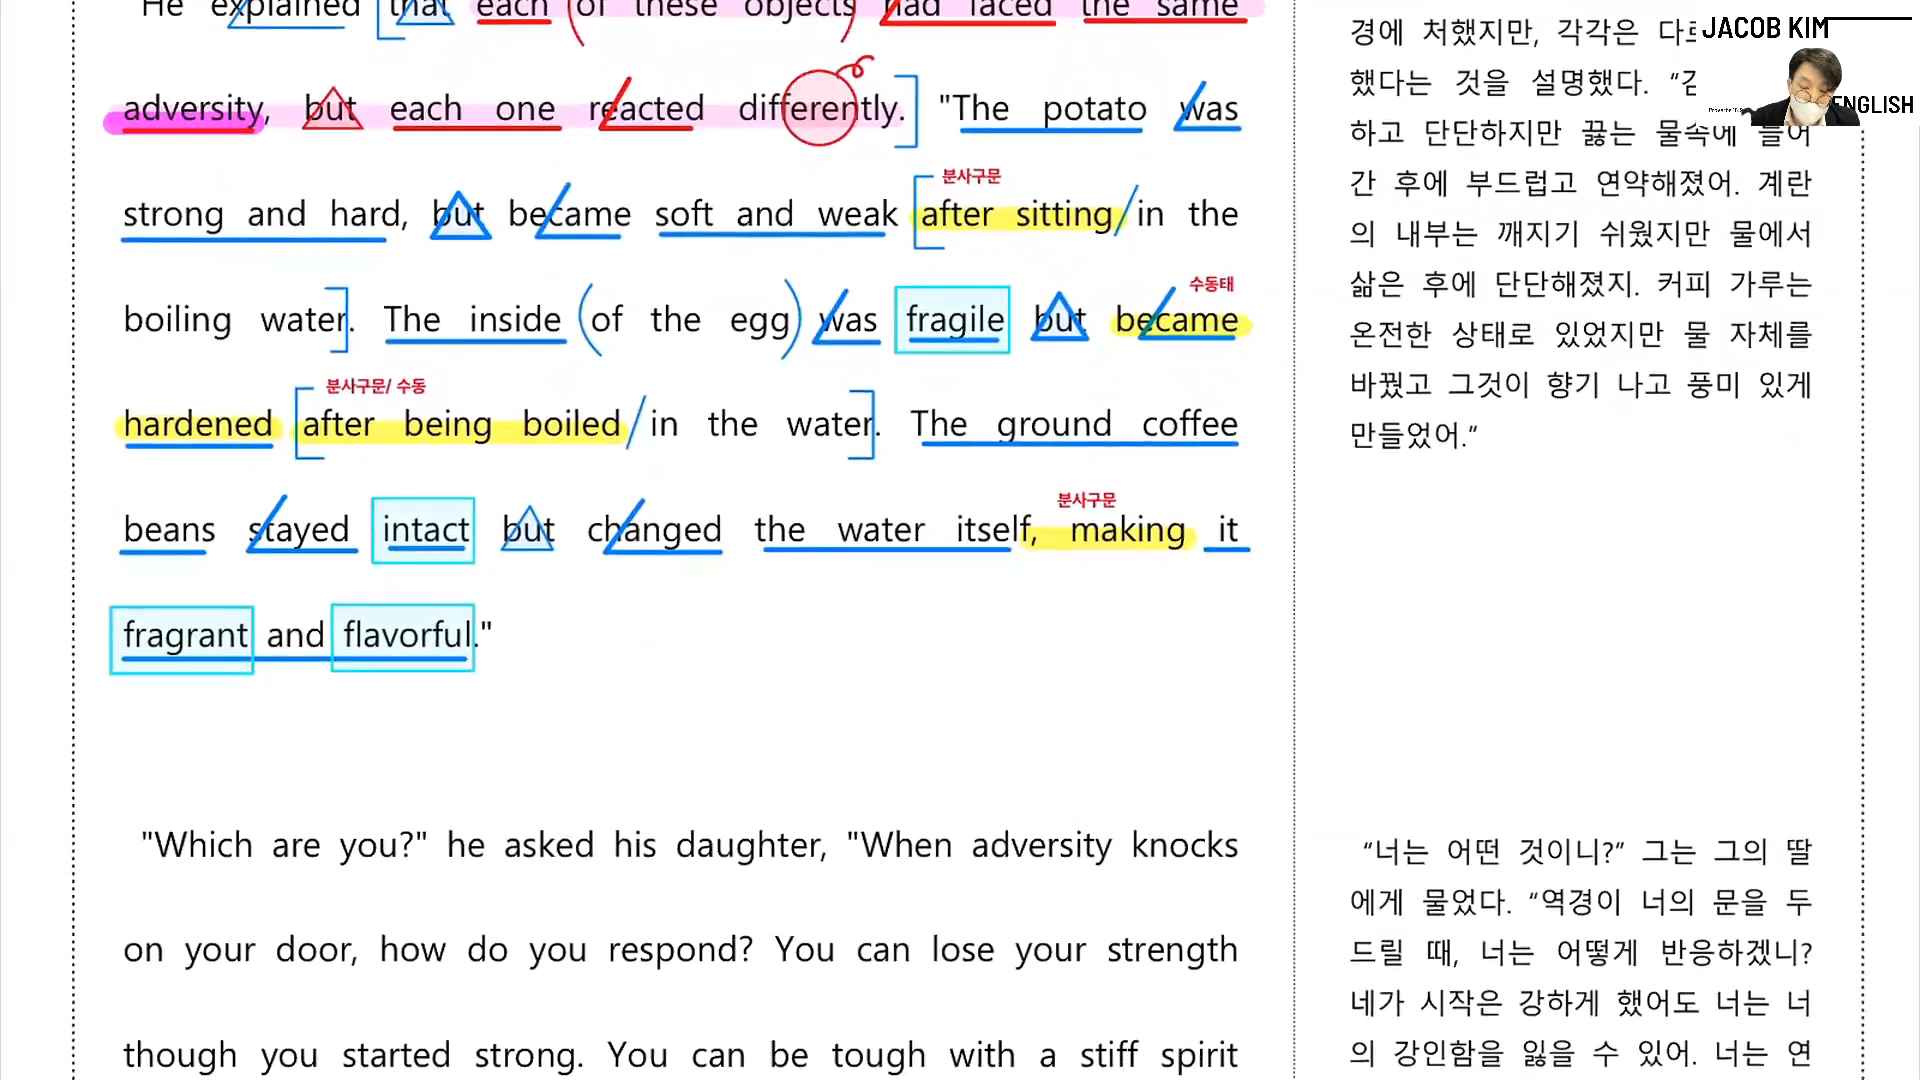 He explained that each (of these objects) had faced the same
adversity, but each one reacted differently. "The potato was
분사구문
strong and hard, but became soft and weak after sitting in the
수동태
boiling water. The inside (of the egg) was fragile but became
분사구문/ 수동
hardened after being boiled in the water. The ground coffee
분사구문
beans stayed intact but changed the water itself, making it
fragrant and flavorful."
"Which are you?" he asked his daughter, "When adversity knocks
on your door, how do you respond? You can lose your strength
though you started strong. You can be tough with a stiff spirit
경에 처했지만, 각각은
했다는 것을 설명했다.
하고 단단하지만 끓는 물속에 들어
간 후에 부드럽고 연약해졌어. 계란
의 내부는 깨지기 쉬웠지만 물에서
삶은 후에 단단해졌지. 커피 가루는
온전한 상태로 있었지만 물 자체를
바꿨고 그것이 향기 나고 풍미 있게
만들었어.”
“너는 어떤 것이니?” 그는 그의 딸
에게 물었다. “역경이 너의 문을 두
드릴 때, 너는 어떻게 반응하겠니?
네가 시작은 강하게 했어도 너는 너
의 강인함을 잃을 수 있어. 너는 연
JACOB KIM
ENGLISH